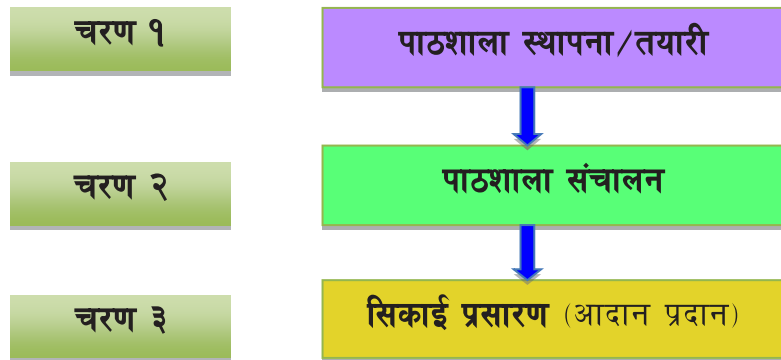 चरण १
पाठशाला स्थापना/तयारी
चरण २
पाठशाला संचालन
चरण ३
सिकाई प्रसारण (आदान प्रदान)